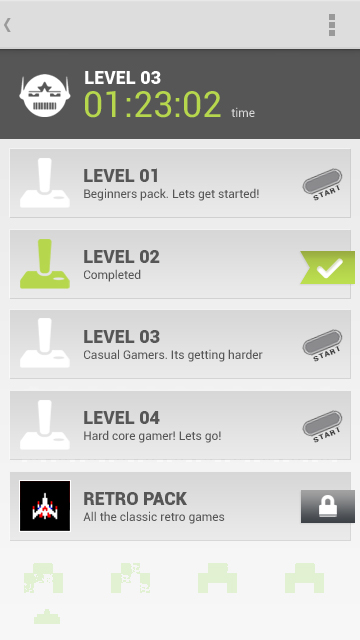 LEVEL 03
01:23:02 time
LEVEL 01
Beginners pack. Lets get started!
START
LEVEL 02
Completed
LEVEL 03
Casual Gamers. Its getting harder
START
LEVEL 04
Hard core gamer! Lets go!
START
RETRO PACK
All the classic retro games